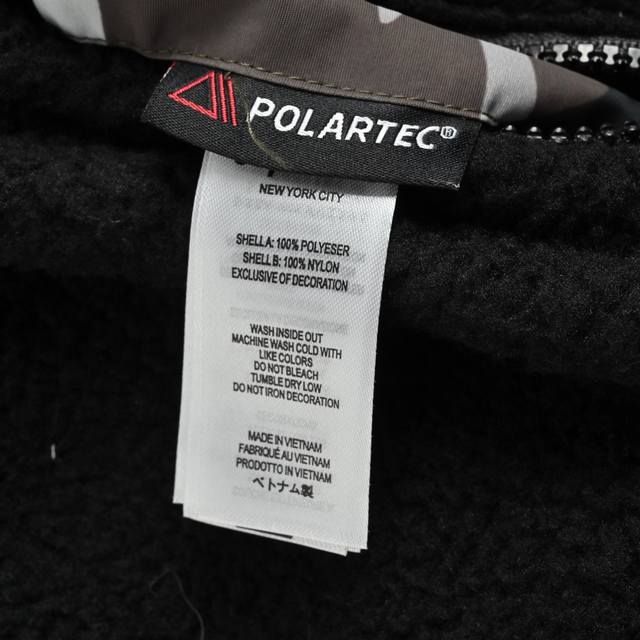 POLARTEC®
NEW YORK CITY
SHELL A: 100% POLYESER
SHELL B: 100% NYLON
EXCLUSIVE OF DECORATION
WASH INSIDE OUT
MACHINE WASH COLD WITH
LIKE COLORS
DO NOT BLEACH
TUMBLE DRY LOW
DO NOT IRON DECORATION
MADE IN VIETNAM
FABRIQUÉ AU VIETNAM
PRODOTTO IN VIETNAM
ベトナム製